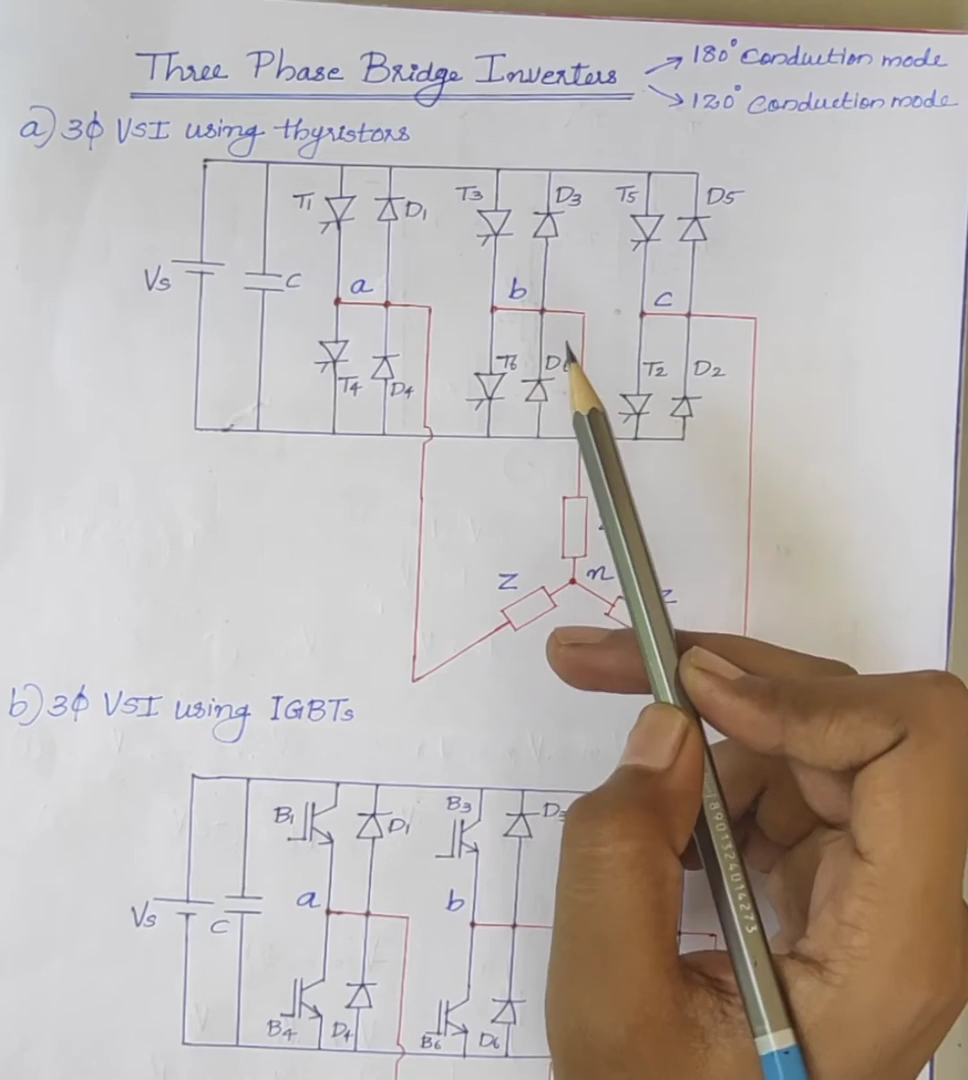 Three Phase Bridge Inverters → 180° conduction mode
→ 120° conduction mode
a) 3ϕ VSI using thyristors
T1 D1 T3 D3 T5 D5
Vs C a b c
T4 D4 T6 T2 D2
Z n Z
b) 3ϕ VSI using IGBTs
B1 D1 B3 D3
Vs C a b
B4 D4 B6 D6
8901324014273